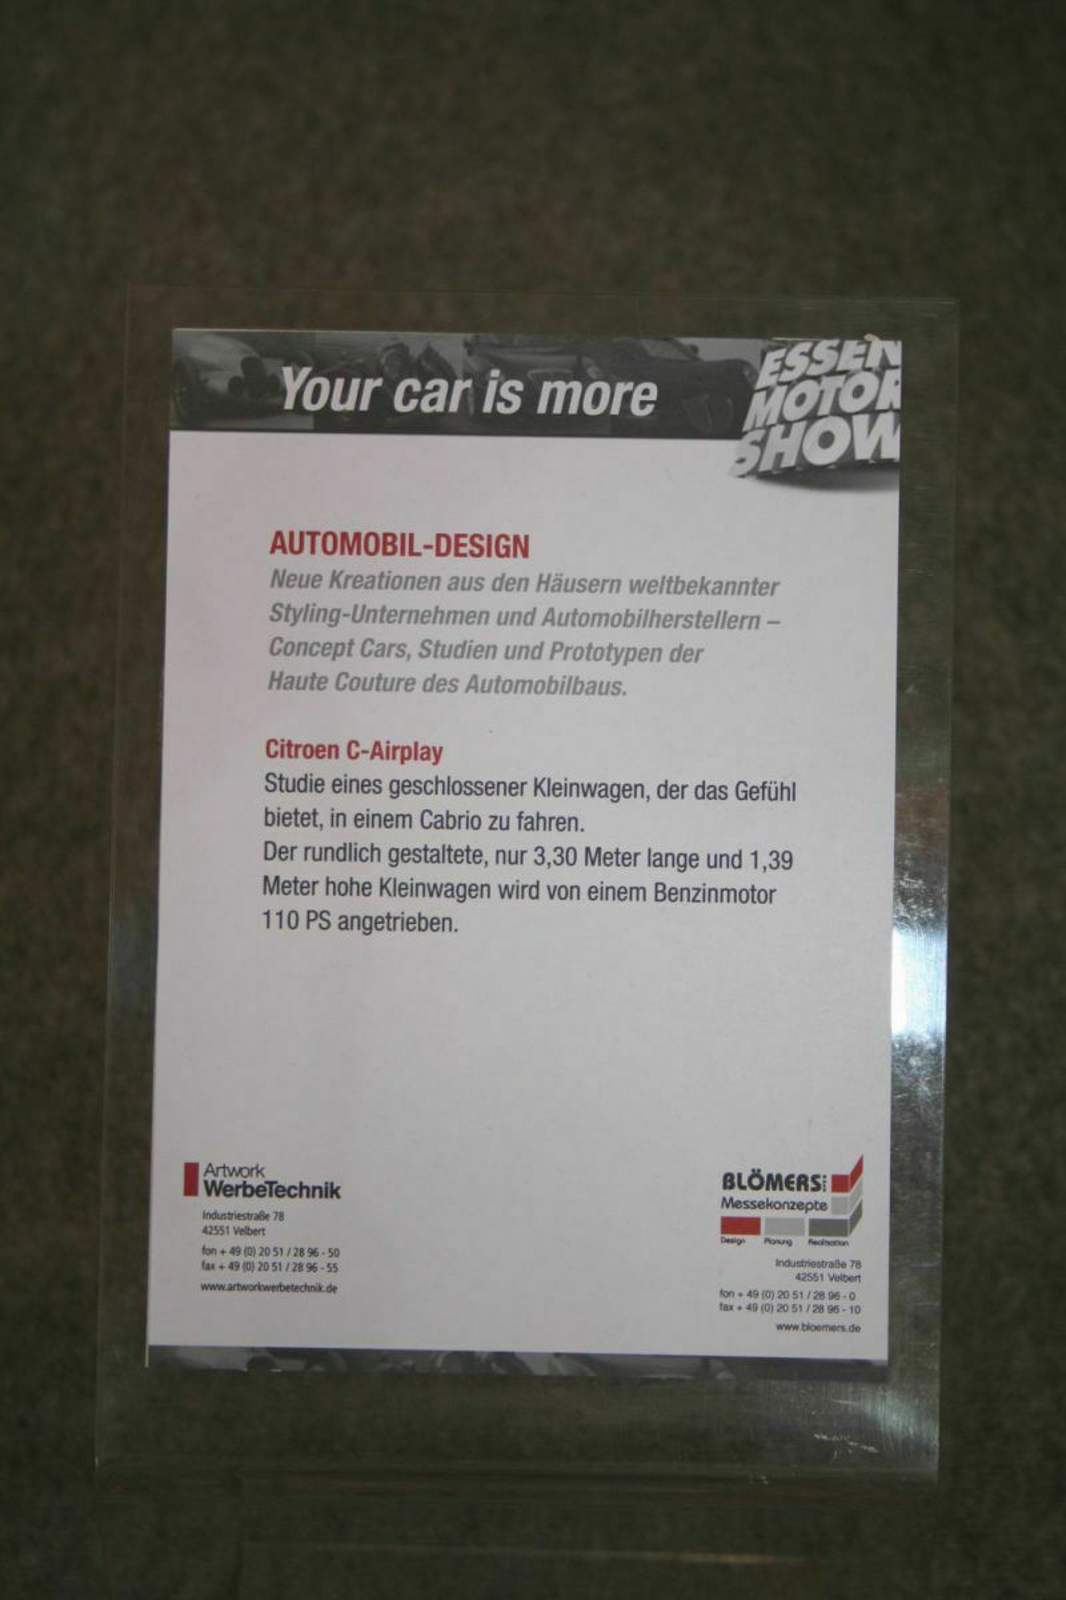 Your car is more
ESSEN
MOTOR
SHOW
AUTOMOBIL-DESIGN
Neue Kreationen aus den Häusern weltbekannter
Styling-Unternehmen und Automobilherstellern –
Concept Cars, Studien und Prototypen der
Haute Couture des Automobilbaus.
Citroen C-Airplay
Studie eines geschlossener Kleinwagen, der das Gefühl
bietet, in einem Cabrio zu fahren.
Der rundlich gestaltete, nur 3,30 Meter lange und 1,39
Meter hohe Kleinwagen wird von einem Benzinmotor
110 PS angetrieben.
Artwork
WerbeTechnik
Industriestraße 78
42551 Velbert
fon + 49 (0) 20 51 / 28 96 - 50
fax + 49 (0) 20 51 / 28 96 - 55
www.artworkwerbetechnik.de
BLÖMERS
Messekonzepte
Design Planung Realisation
Industriestraße 78
42551 Velbert
fon + 49 (0) 20 51 / 28 96 - 0
fax + 49 (0) 20 51 / 28 96 - 10
www.bloemers.de